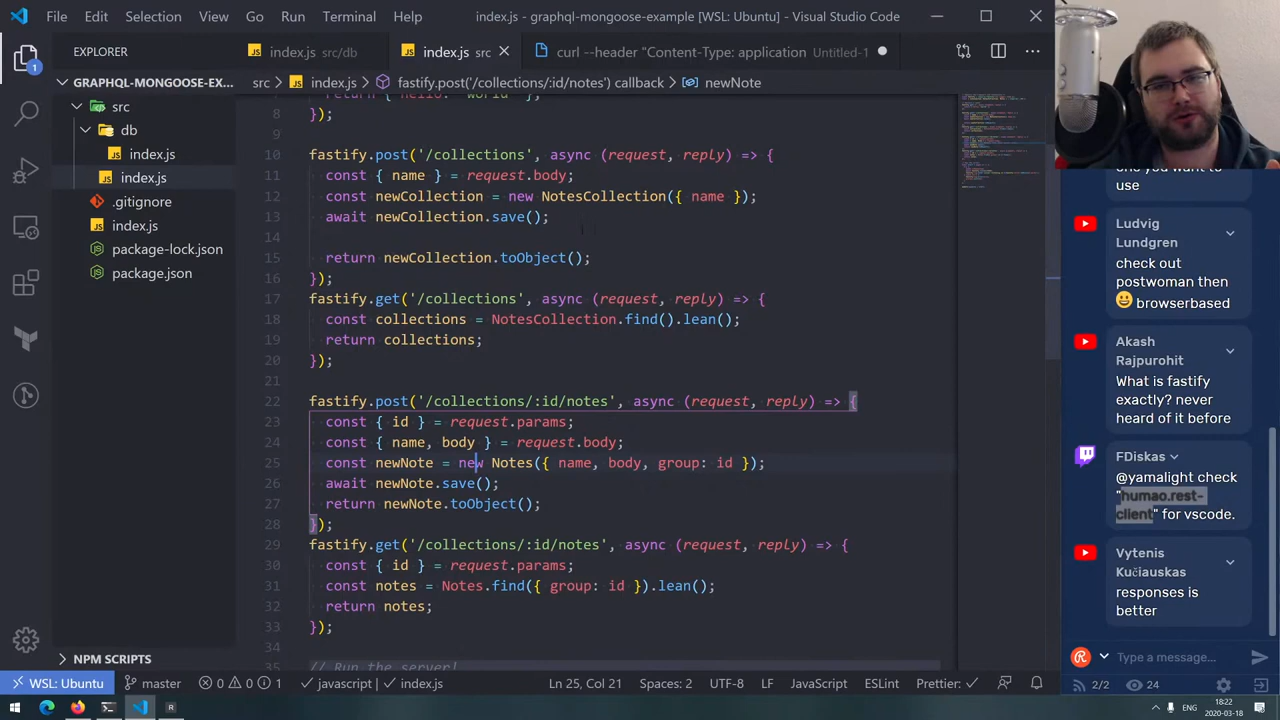 File Edit Selection View Go Run Terminal Help index.js - graphql-mongoose-example [WSL: Ubuntu] - Visual Studio Code
EXPLORER
index.js src/db
index.js src
curl --header "Content-Type: application Untitled-1
GRAPHQL-MONGOOSE-EX...
src
db
index.js
index.js
.gitignore
index.js
package-lock.json
package.json
NPM SCRIPTS
src > index.js > fastify.post('/collections/:id/notes') callback > newNote
8 return { hello: 'world' };
9 });
10 fastify.post('/collections', async (request, reply) => {
11 const { name } = request.body;
12 const newCollection = new NotesCollection({ name });
13 await newCollection.save();
14
15 return newCollection.toObject();
16 });
17 fastify.get('/collections', async (request, reply) => {
18 const collections = NotesCollection.find().lean();
19 return collections;
20 });
21
22 fastify.post('/collections/:id/notes', async (request, reply) => {
23 const { id } = request.params;
24 const { name, body } = request.body;
25 const newNote = new Notes({ name, body, group: id });
26 await newNote.save();
27 return newNote.toObject();
28 });
29 fastify.get('/collections/:id/notes', async (request, reply) => {
30 const { id } = request.params;
31 const notes = Notes.find({ group: id }).lean();
32 return notes;
33 });
34
35 // Run the server!
use
Ludvig
Lundgren
check out
postwoman then
😃 browserbased
Akash
Rajpurohit
What is fastify
exactly? never
heard of it before
FDiskas
@yamalight check
"humao.rest-
client" for vscode.
Vytenis
Kučiauskas
responses is
better
Type a message...
2/2 24
WSL: Ubuntu master 0 0 1 javascript index.js Ln 25, Col 21 Spaces: 2 UTF-8 LF JavaScript ESLint Prettier: ✓
ENG 18:22
2020-03-18